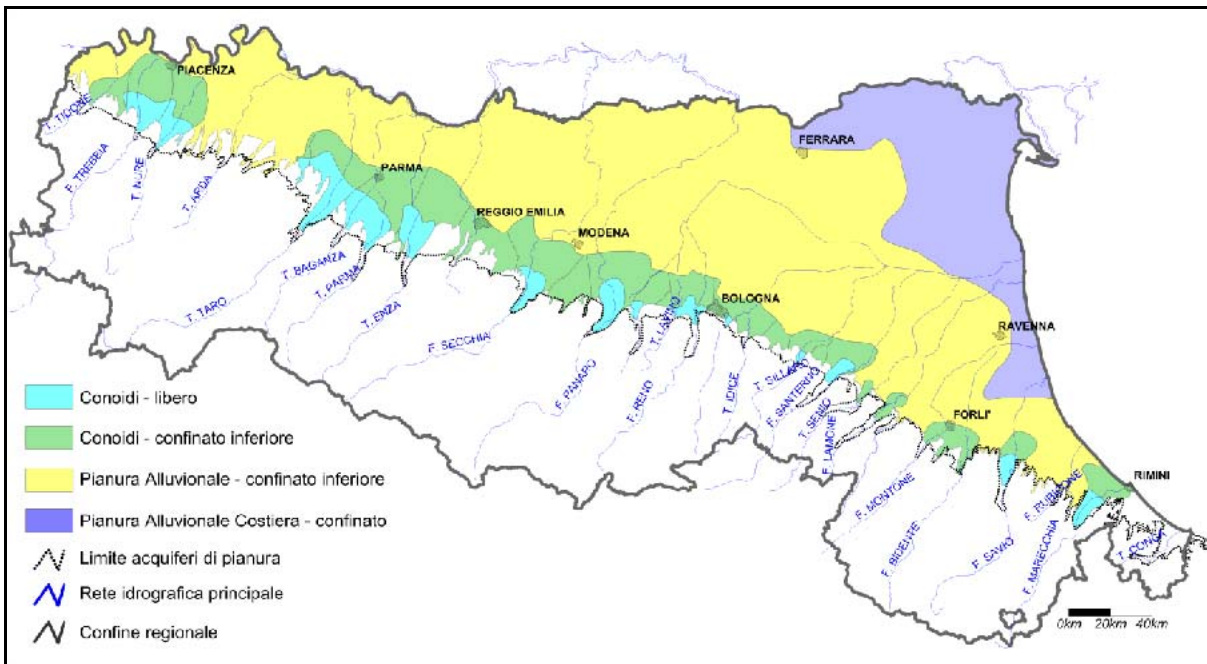 PIACENZA
T. TIDONE
F. TREBBIA
T. NURE
T. ARDA
PARMA
REGGIO EMILIA
MODENA
FERRARA
BOLOGNA
RAVENNA
FORLI'
RIMINI
T. TARO
T. BAGANZA
T. PARMA
T. ENZA
F. SECCHIA
F. PANARO
T. RENO
T. LAVINO
T. IDICE
T. SILLARO
F. SANTERNO
T. SENIO
F. LAMONE
F. MONTONE
F. BIDENTE
F. SAVIO
F. RUBICONE
F. MARECCHIA
T. CONCA
Conoidi - libero
Conoidi - confinato inferiore
Pianura Alluvionale - confinato inferiore
Pianura Alluvionale Costiera - confinato
Limite acquiferi di pianura
Rete idrografica principale
Confine regionale
0km 20km 40km